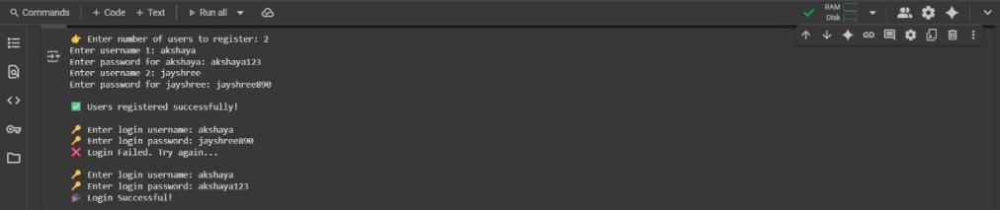 Commands + Code + Text Run all
RAM
Disk
👉 Enter number of users to register: 2
Enter username 1: akshaya
Enter password for akshaya: akshaya123
Enter username 2: jayshree
Enter password for jayshree: jayshree890
✅ Users registered successfully!
🔑 Enter login username: akshaya
🔑 Enter login password: jayshree890
❌ Login Failed. Try again...
🔑 Enter login username: akshaya
🔑 Enter login password: akshaya123
🎉 Login Successful!